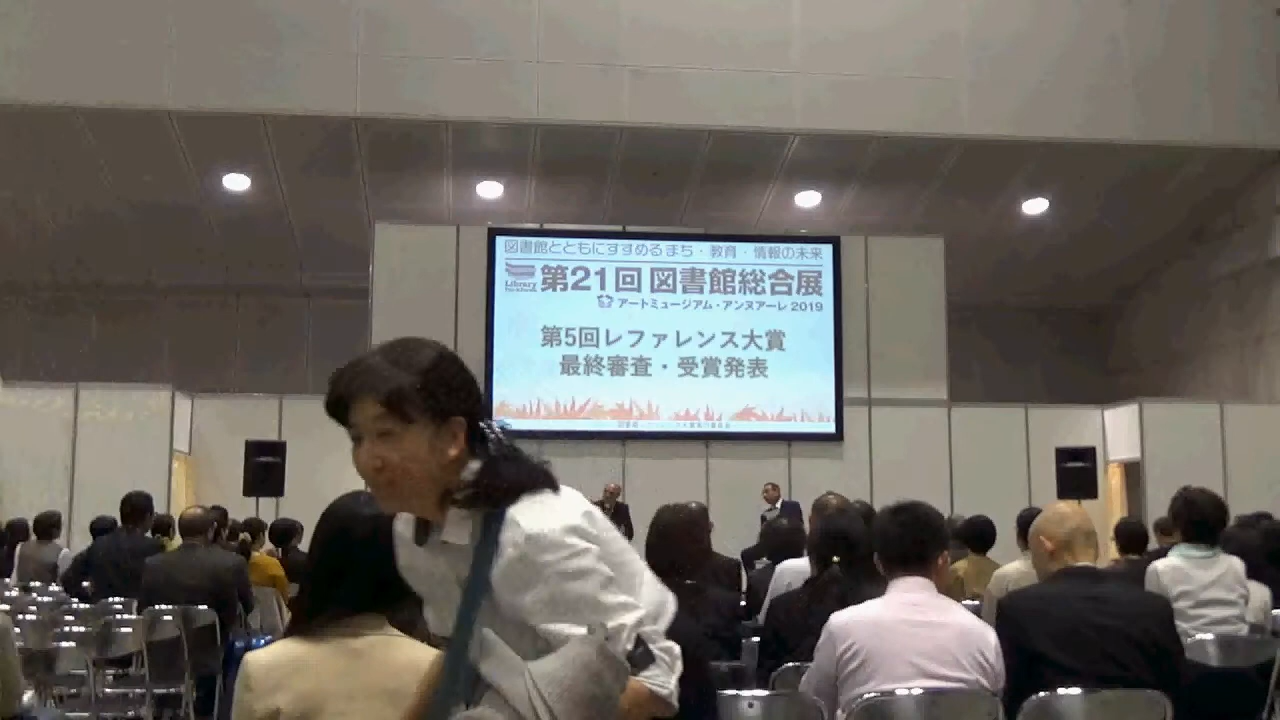 図書館とともにすすめる まち・教育・情報の未来
Library
第21回 図書館総合展
アートミュージアム・アンヌアーレ 2019
第5回レファレンス大賞
最終審査・受賞発表